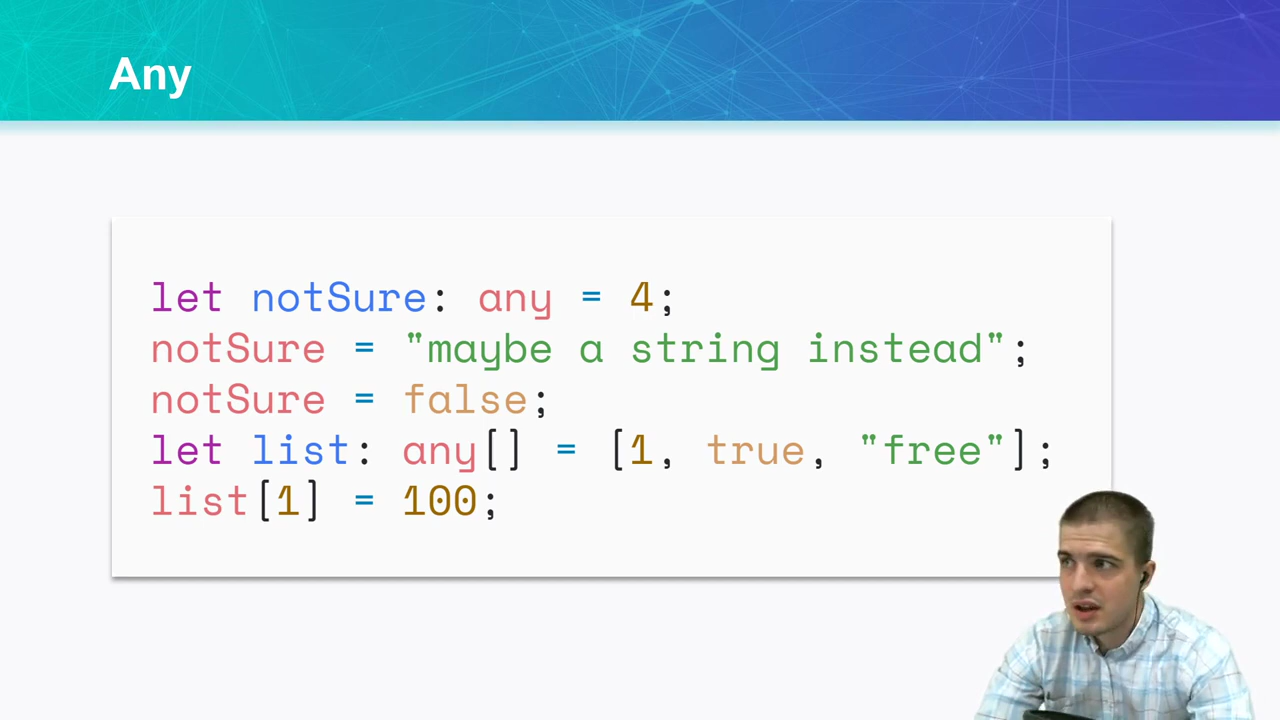 Any
let notSure: any = 4;
notSure = "maybe a string instead";
notSure = false;
let list: any[] = [1, true, "free"];
list[1] = 100;